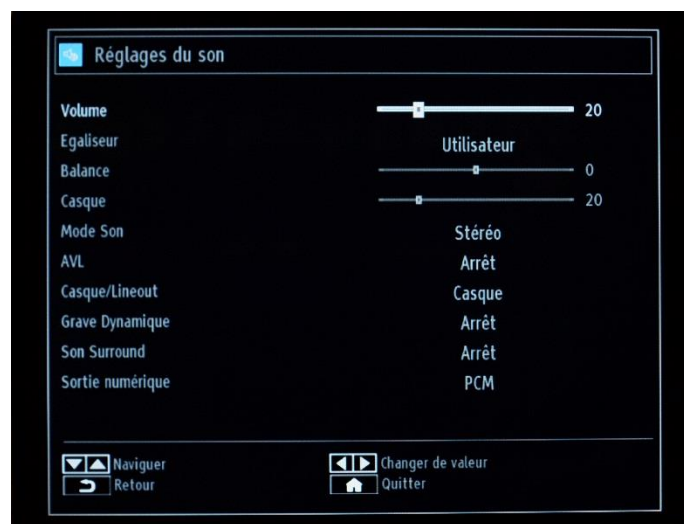 Réglages du son
Volume 20
Egaliseur Utilisateur
Balance 0
Casque 20
Mode Son Stéréo
AVL Arrêt
Casque/Lineout Casque
Grave Dynamique Arrêt
Son Surround Arrêt
Sortie numérique PCM
Naviguer Changer de valeur
Retour Quitter